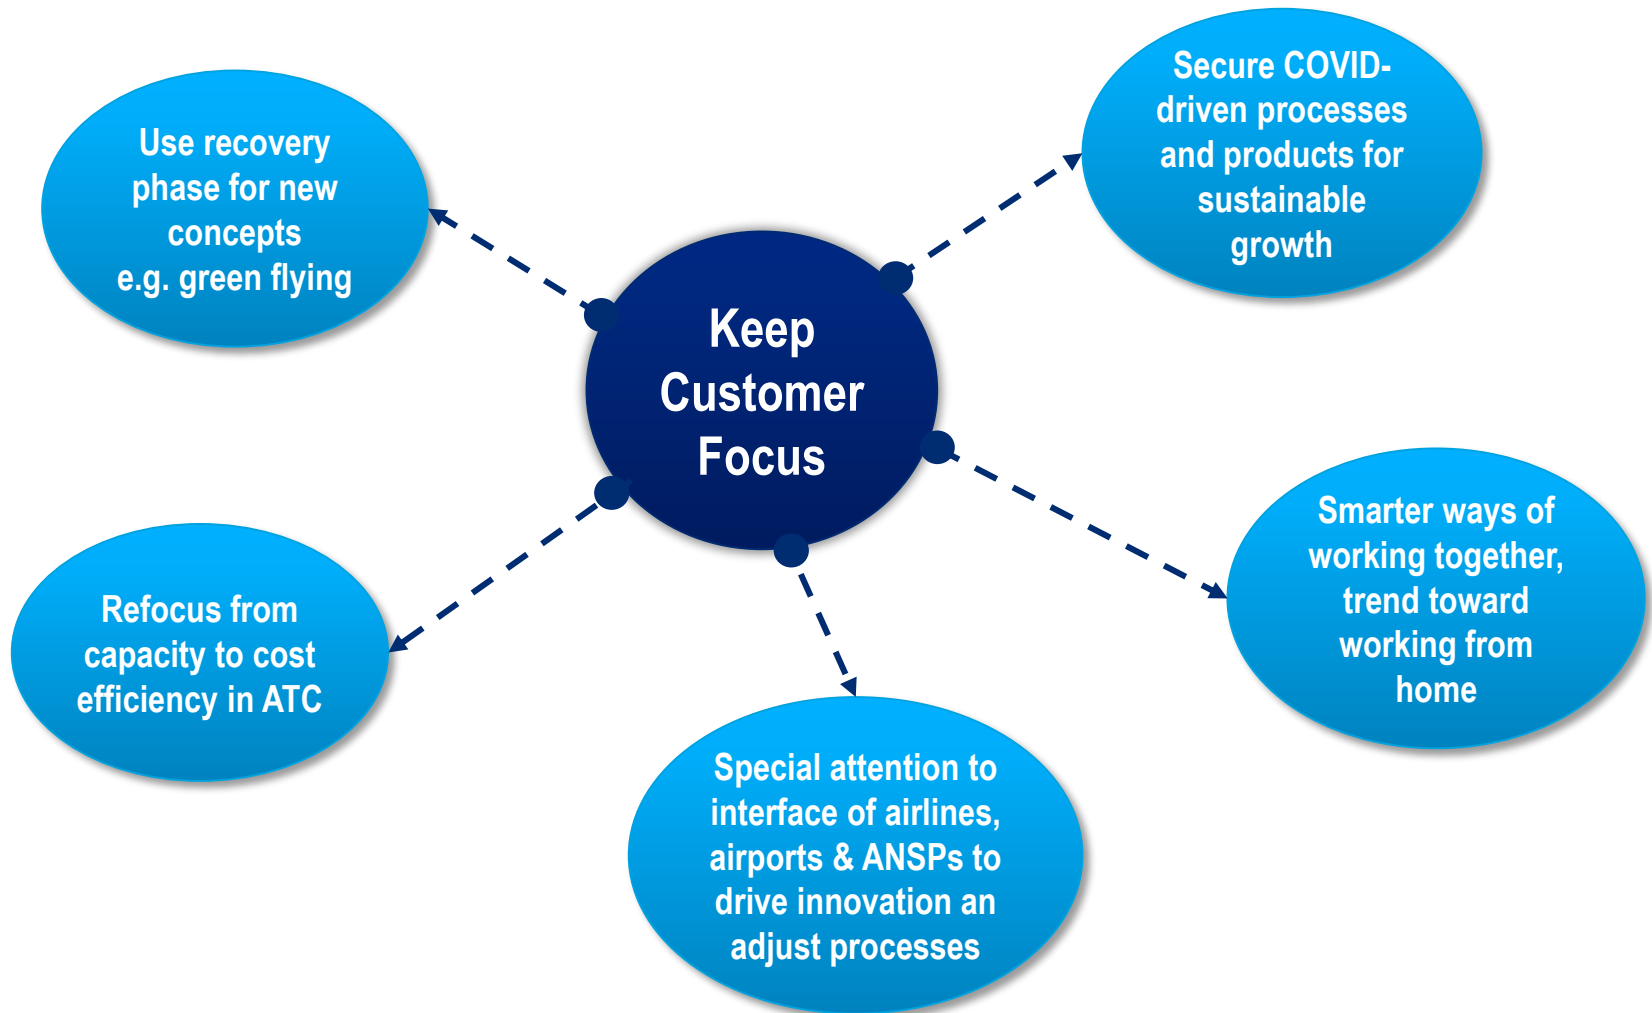 Use recovery
phase for new
concepts
e.g. green flying
Secure COVID-
driven processes
and products for
sustainable
growth
Keep
Customer
Focus
Smarter ways of
working together,
trend toward
working from
home
Refocus from
capacity to cost
efficiency in ATC
Special attention to
interface of airlines,
airports & ANSPs to
drive innovation an
adjust processes